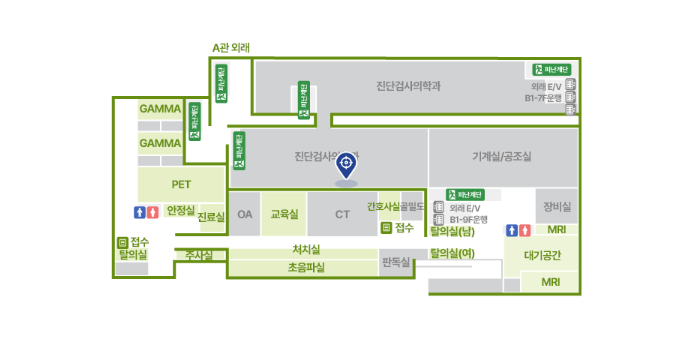 A관 외래
피난계단
피난계단
진단검사의학과
피난계단
외래 E/V
B1-7F운행
GAMMA
피난계단
GAMMA
피난계단
진단검사의학과
기계실/공조실
PET
안정실
진료실
OA
교육실
CT
간호사실
골밀도
접수
피난계단
외래 E/V
B1-9F운행
장비실
탈의실(남)
MRI
접수
탈의실
주사실
처치실
초음파실
판독실
탈의실(여)
대기공간
MRI